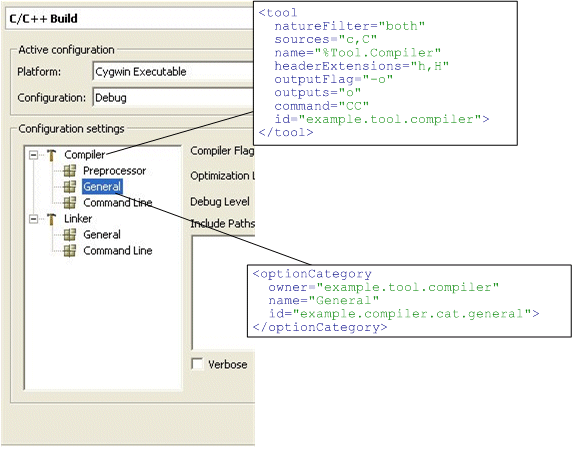 C/C++ Build
Active configuration
Platform: Cygwin Executable
Configuration: Debug
Configuration settings
Compiler
Preprocessor
General
Command Line
Linker
General
Command Line
Compiler Flag
Optimization L
Debug Level
Include Paths
Verbose
<tool
natureFilter="both"
sources="c,C"
name="%Tool.Compiler"
headerExtensions="h,H"
outputFlag="-o"
outputs="o"
command="CC"
id="example.tool.compiler">
</tool>
<optionCategory
owner="example.tool.compiler"
name="General"
id="example.compiler.cat.general">
</optionCategory>